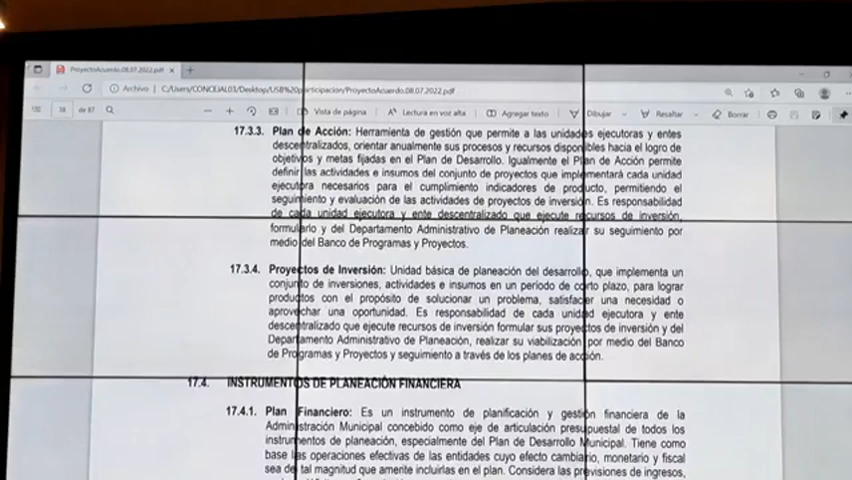 ProyectoAcuerdo.08.07.2022.pdf
Archivo | C:/Users/CONCEJAL03/Desktop/USB%20participacion/ProyectoAcuerdo.08.07.2022.pdf
38 de 87 Vista de página Lectura en voz alta Agregar texto Dibujar Resaltar Borrar
17.3.3. Plan de Acción: Herramienta de gestión que permite a las unidades ejecutoras y entes
descentralizados, orientar anualmente sus procesos y recursos disponibles hacia el logro de
objetivos y metas fijadas en el Plan de Desarrollo. Igualmente el Plan de Acción permite
definir las actividades e insumos del conjunto de proyectos que implementará cada unidad
ejecutora necesarios para el cumplimiento indicadores de producto, permitiendo el
seguimiento y evaluación de las actividades de proyectos de inversión. Es responsabilidad
de cada unidad ejecutora y ente descentralizado que ejecute recursos de inversión,
formularlo y del Departamento Administrativo de Planeación realizar su seguimiento por
medio del Banco de Programas y Proyectos.
17.3.4. Proyectos de Inversión: Unidad básica de planeación del desarrollo, que implementa un
conjunto de inversiones, actividades e insumos en un período de corto plazo, para lograr
productos con el propósito de solucionar un problema, satisfacer una necesidad o
aprovechar una oportunidad. Es responsabilidad de cada unidad ejecutora y ente
descentralizado que ejecute recursos de inversión formular sus proyectos de inversión y del
Departamento Administrativo de Planeación, realizar su viabilización por medio del Banco
de Programas y Proyectos y seguimiento a través de los planes de acción.
17.4. INSTRUMENTOS DE PLANEACIÓN FINANCIERA
17.4.1. Plan Financiero: Es un instrumento de planificación y gestión financiera de la
Administración Municipal concebido como eje de articulación presupuestal de todos los
instrumentos de planeación, especialmente del Plan de Desarrollo Municipal. Tiene como
base las operaciones efectivas de las entidades cuyo efecto cambiario, monetario y fiscal
sea de tal magnitud que amerite incluirlas en el plan. Considera las previsiones de ingresos,